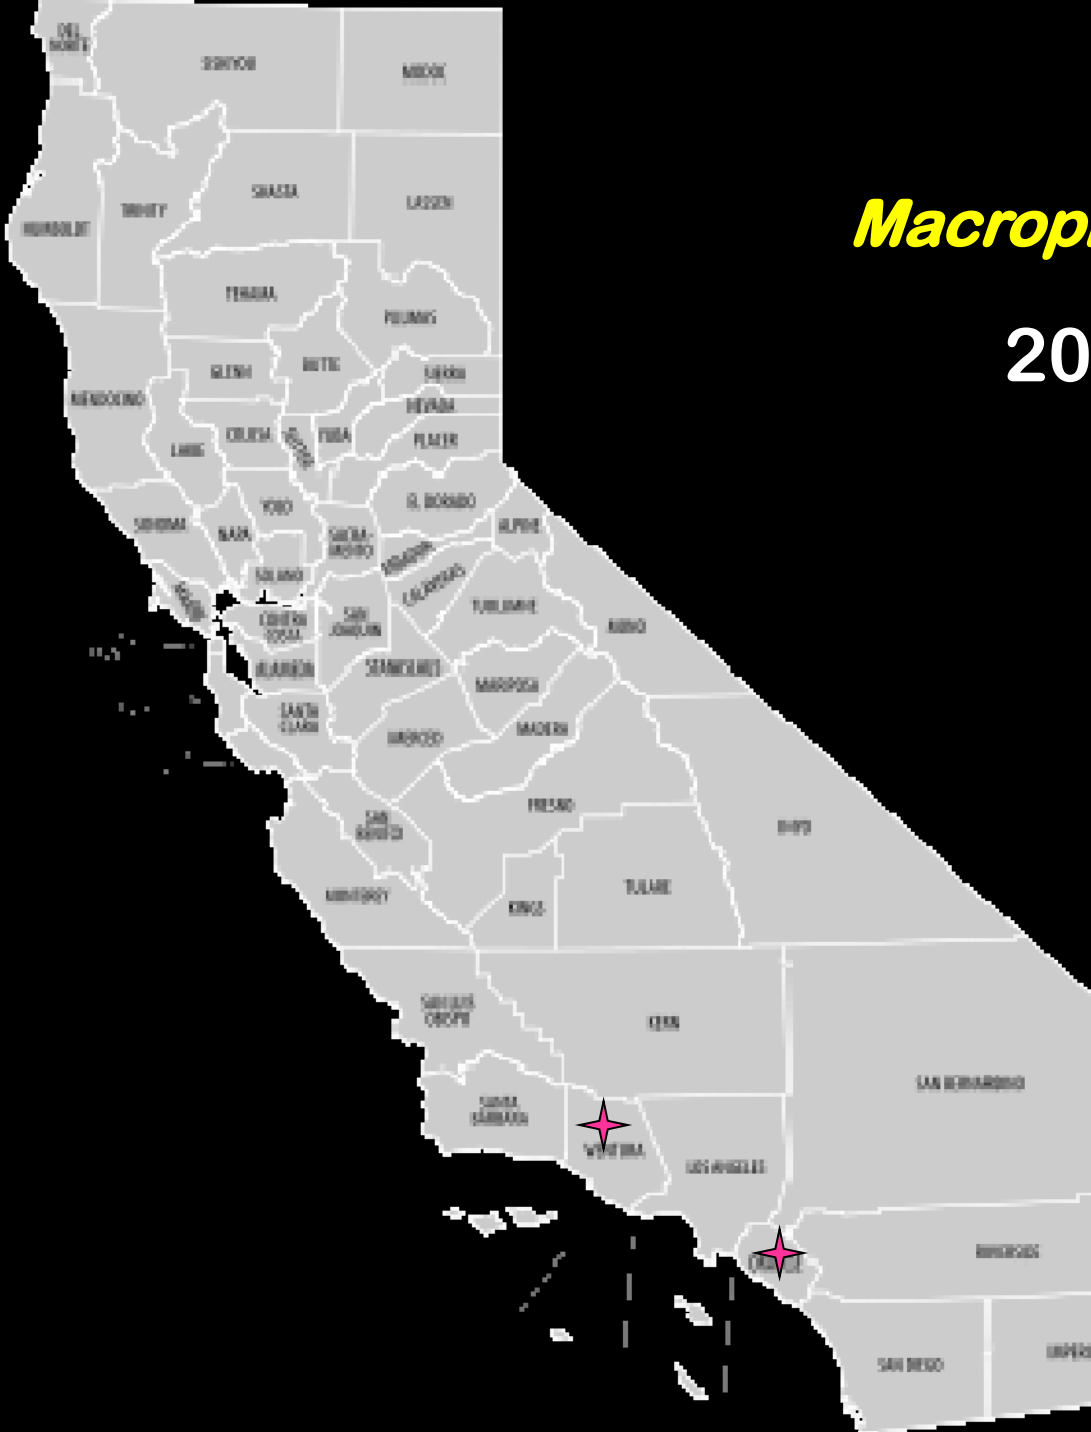 DEL
NORTE
SISKIYOU
MODOC
SHASTA
LASSEN
TRINITY
HUMBOLDT
Macrop
TEHAMA
PLUMAS
20
GLENN
BUTTE
SIERRA
MENDOCINO
NEVADA
COLUSA
YUBA
PLACER
LAKE
YOLO
EL DORADO
SONOMA
NAPA
SACRA-
MENTO
ALPINE
AMADOR
SOLANO
CALAVERAS
MARIN
TUOLUMNE
CONTRA
COSTA
SAN
JOAQUIN
MONO
ALAMEDA
STANISLAUS
MARIPOSA
SANTA
CLARA
MERCED
MADERA
FRESNO
SAN
BENITO
INYO
MONTEREY
KINGS
TULARE
SAN LUIS
OBISPO
KERN
SAN BERNARDINO
SANTA
BARBARA
VENTURA
LOS ANGELES
RIVERSIDE
ORANGE
SAN DIEGO
IMPERI